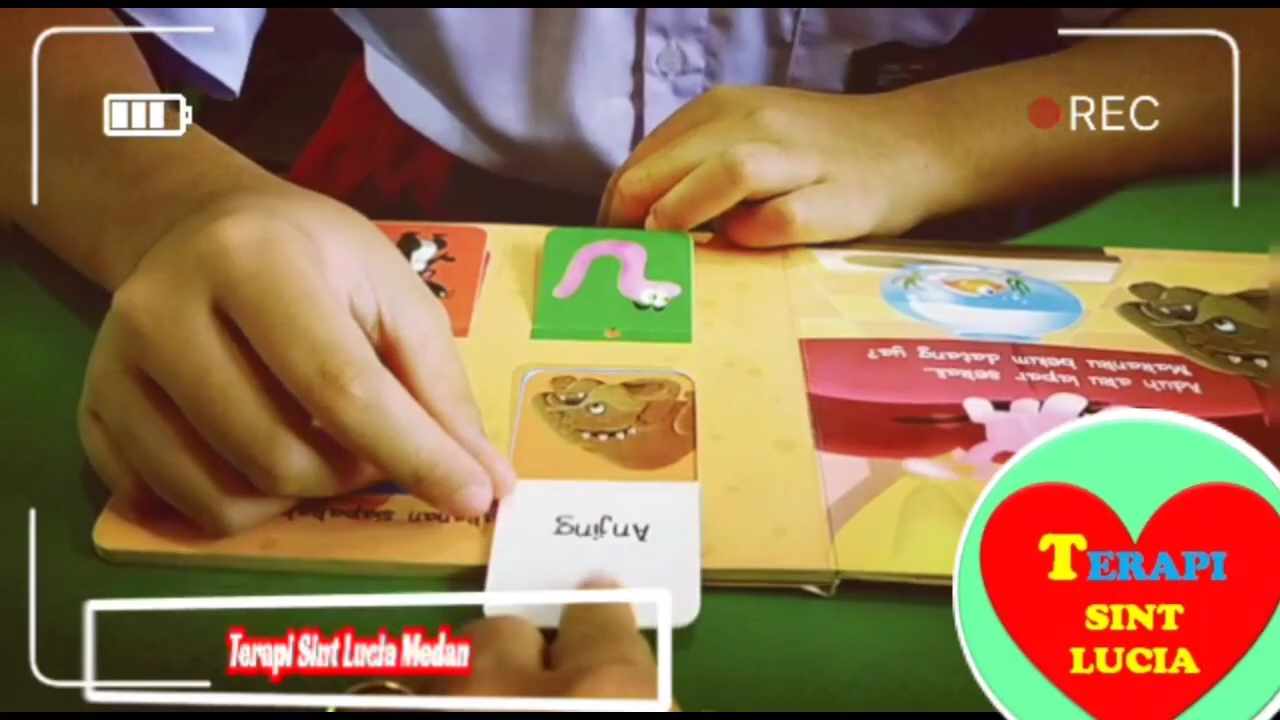 REC
Aduh aku lapar sekali.
Makanku belum datang ya?
Anjing
Terapi Sint Lucia Medan
TERAPI
SINT
LUCIA